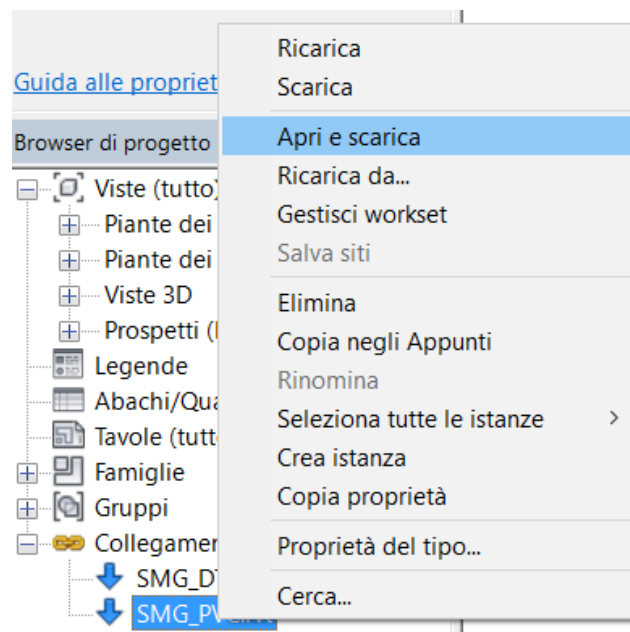 Guida alle propriet
Browser di progetto
Viste (tutto)
Piante dei
Piante dei
Viste 3D
Prospetti (
Legende
Abachi/Qua
Tavole (tutt
Famiglie
Gruppi
Collegamer
SMG_D
SMG_PV
Ricarica
Scarica
Apri e scarica
Ricarica da...
Gestisci workset
Salva siti
Elimina
Copia negli Appunti
Rinomina
Seleziona tutte le istanze
Crea istanza
Copia proprietà
Proprietà del tipo...
Cerca...